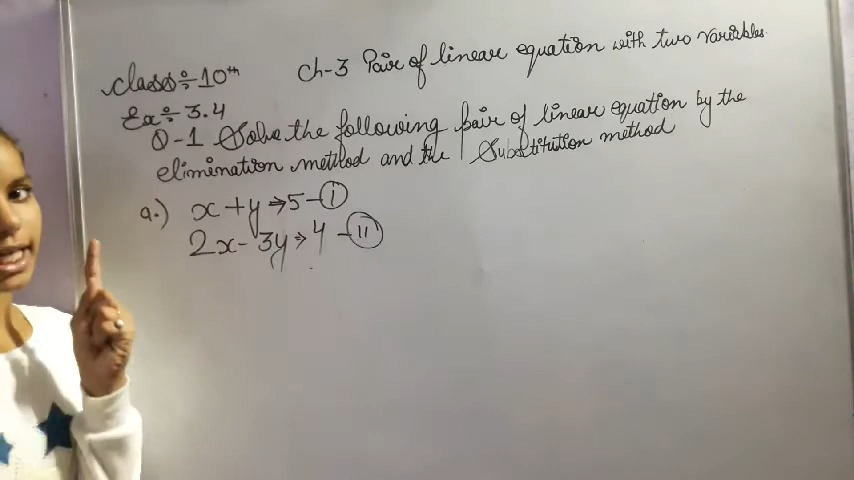 Class÷10th Ch-3 Pair of linear equation with two variables.
Ex÷3.4
Q-1 Solve the following pair of linear equation by the
elimination method and the substitution method
a.) x+y⇒5-(I)
2x-3y⇒4-(II)